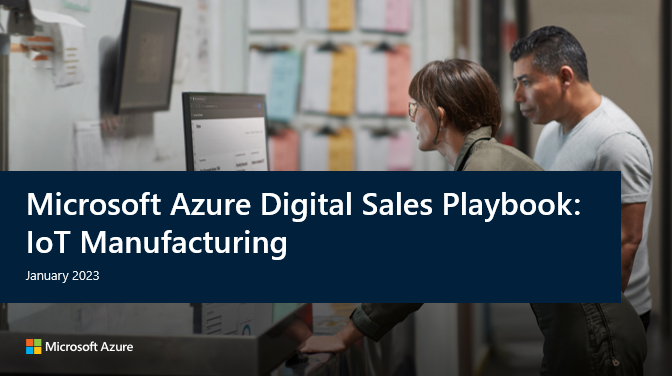 Microsoft Azure Digital Sales Playbook:
IoT Manufacturing
January 2023
Microsoft Azure